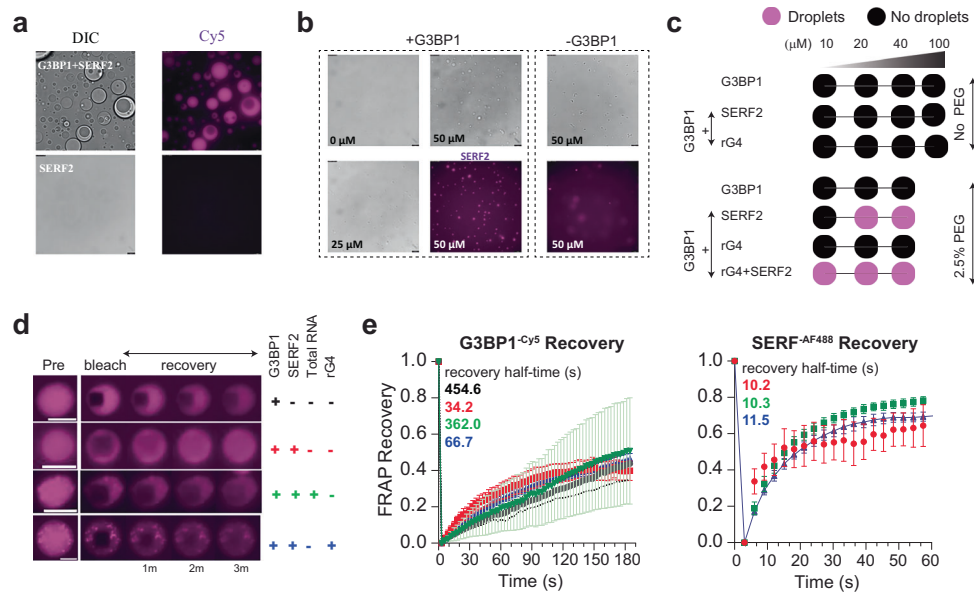 a
DIC
Cy5
G3BP1+SERF2
SERF2
b
+G3BP1
-G3BP1
0 μM
50 μM
50 μM
SERF2
25 μM
50 μM
50 μM
c
Droplets
No droplets
(μM)
10
20
40
100
G3BP1
SERF2
rG4
G3BP1
+
No PEG
G3BP1
SERF2
rG4
rG4+SERF2
G3BP1
+
2.5% PEG
d
Pre
bleach
recovery
G3BP1
SERF2
Total RNA
rG4
+ - - -
+ + - -
+ + + -
+ + - +
1m
2m
3m
e
G3BP1-Cy5 Recovery
recovery half-time (s)
454.6
34.2
362.0
66.7
FRAP Recovery
1.0
0.8
0.6
0.4
0.2
0.0
0 30 60 90 120 150 180
Time (s)
SERF-AF488 Recovery
recovery half-time (s)
10.2
10.3
11.5
1.0
0.8
0.6
0.4
0.2
0.0
0 10 20 30 40 50 60
Time (s)